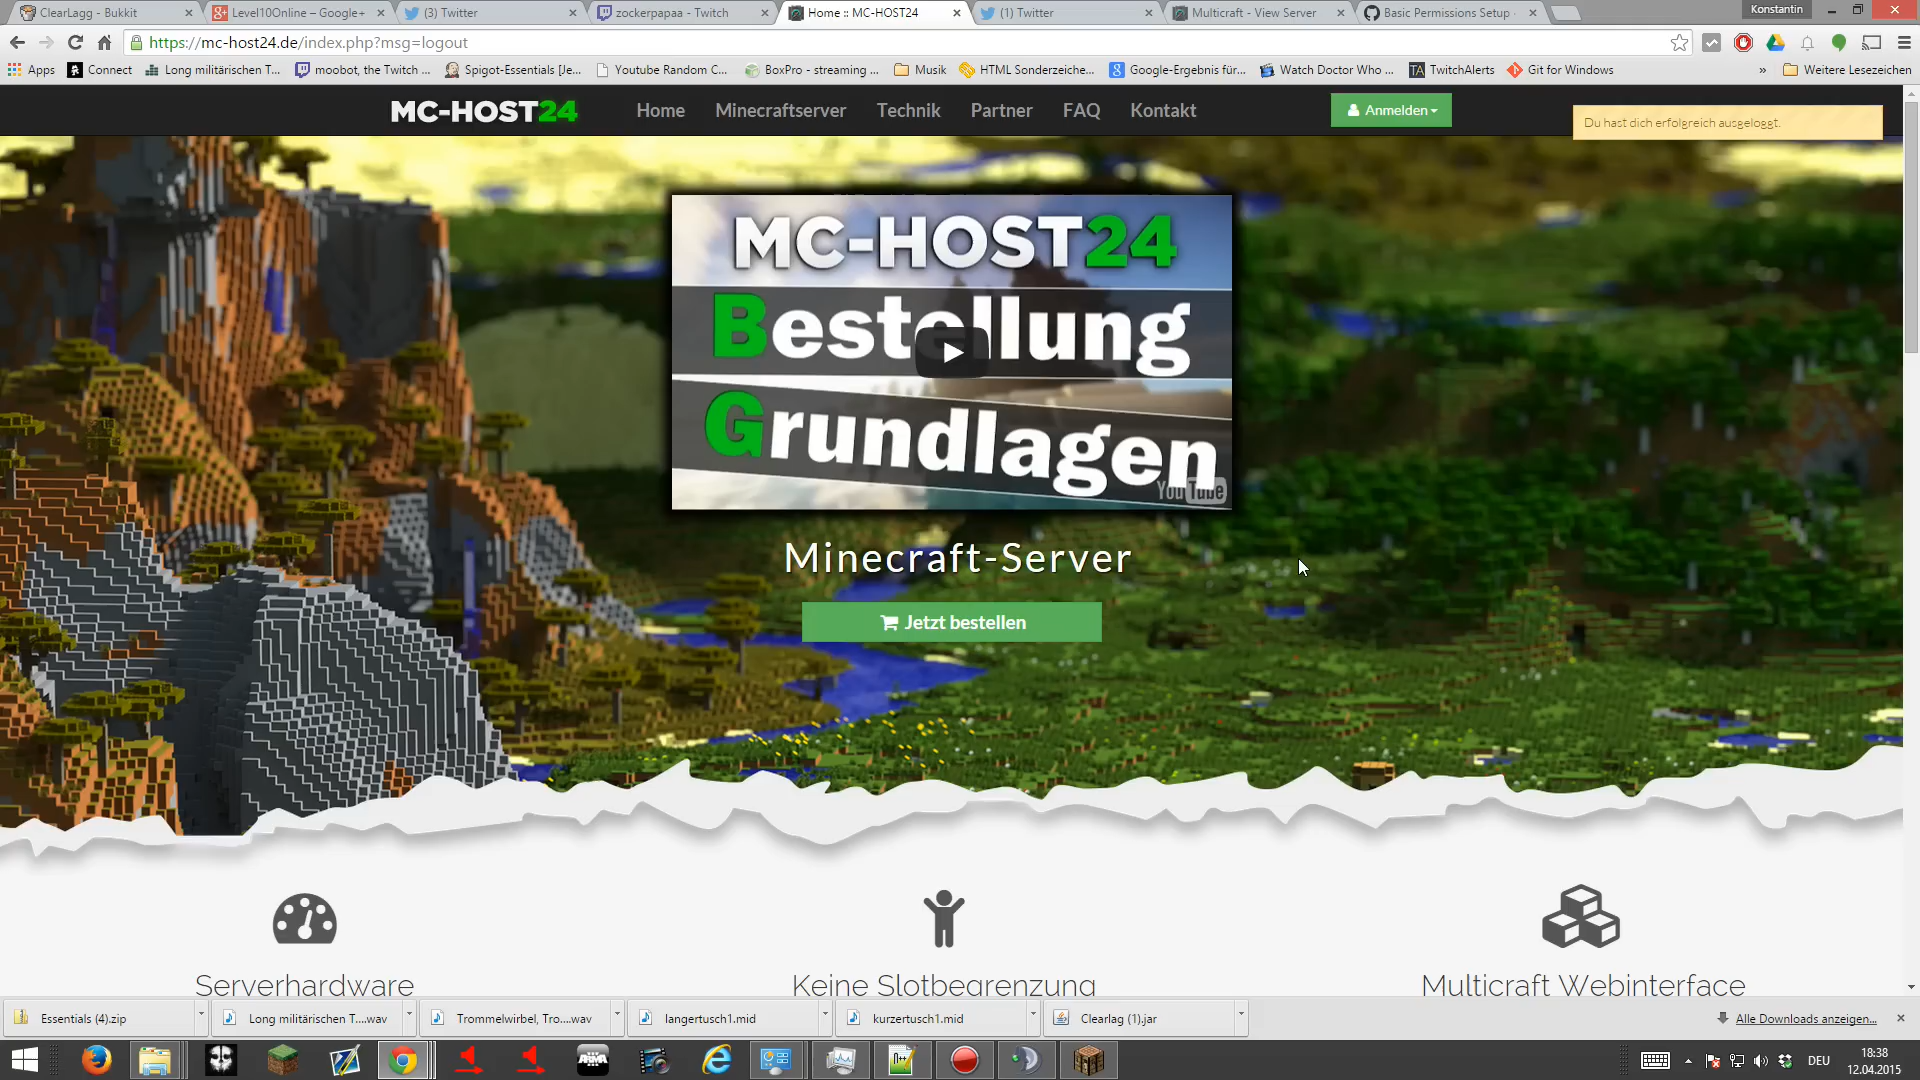 ClearLagg - Bukkit
Level10Online – Google+
(3) Twitter
zockerpapaa - Twitch
Home :: MC-HOST24
(1) Twitter
Multicraft - View Server
Basic Permissions Setup
Konstantin
https://mc-host24.de/index.php?msg=logout
Apps
Connect
Long militärischen T...
moobot, the Twitch ...
Spigot-Essentials [Je...
Youtube Random C...
BoxPro - streaming ...
Musik
HTML Sonderzeiche...
Google-Ergebnis für...
Watch Doctor Who ...
TwitchAlerts
Git for Windows
»
Weitere Lesezeichen
MC-HOST24
Home
Minecraftserver
Technik
Partner
FAQ
Kontakt
Anmelden
Du hast dich erfolgreich ausgeloggt.
MC-HOST24
Bestellung
Grundlagen
YouTube
Minecraft-Server
Jetzt bestellen
Serverhardware
Keine Slotbegrenzung
Multicraft Webinterface
Essentials (4).zip
Long militärischen T....wav
Trommelwirbel, Tro....wav
langertusch1.mid
kurzertusch1.mid
Clearlag (1).jar
Alle Downloads anzeigen...
DEU
18:38
12.04.2015